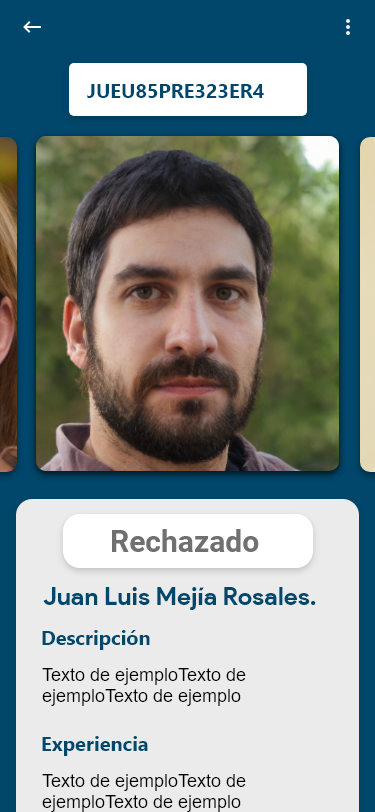 JUEU85PRE323ER4
Rechazado
Juan Luis Mejía Rosales.
Descripción
Texto de ejemploTexto de
ejemploTexto de ejemplo
Experiencia
Texto de ejemploTexto de
ejemploTexto de ejemplo